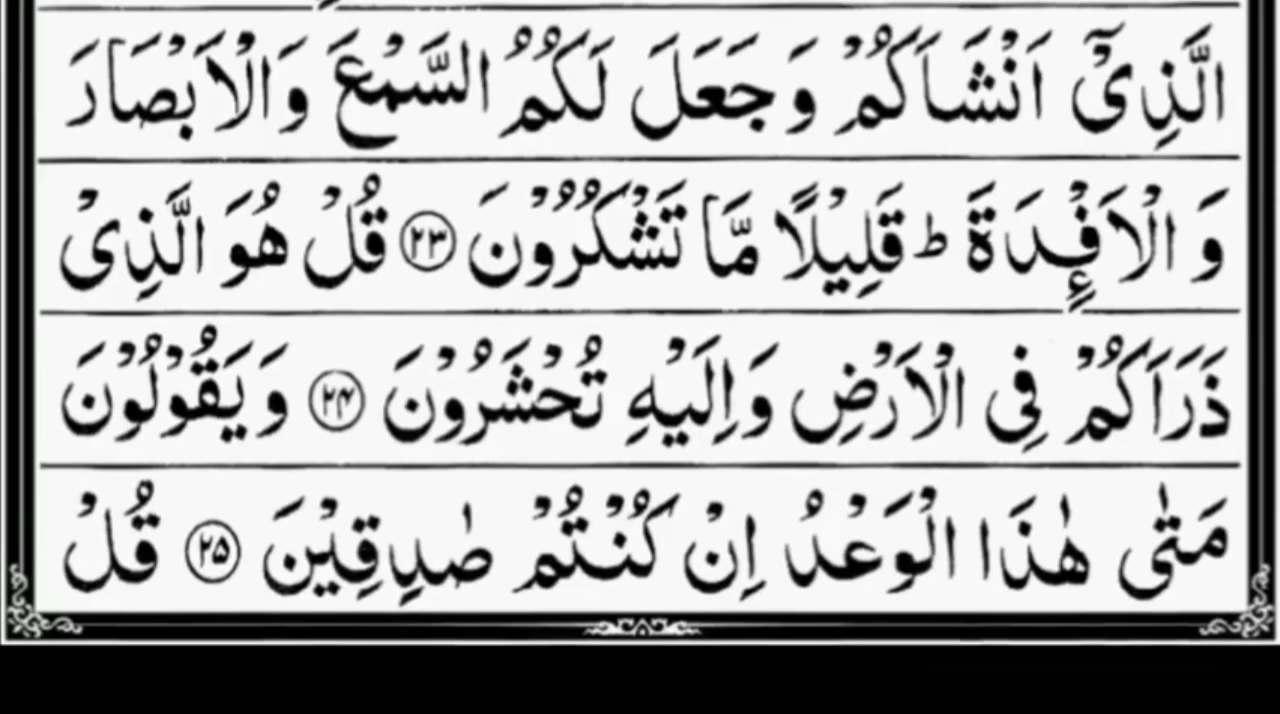 الَّذِیْۤ اَنْشَاَكُمْ وَ جَعَلَ لَكُمُ السَّمْعَ وَالْاَبْصَارَ
وَ الْاَفْـِٕدَةَ ؕ قَلِیْلًا مَّا تَشْكُرُوْنَ ﴿۲۳﴾ قُلْ هُوَ الَّذِیْ
ذَرَاَكُمْ فِی الْاَرْضِ وَاِلَیْهِ تُحْشَرُوْنَ ﴿۲۴﴾ وَیَقُوْلُوْنَ
مَتٰی هٰذَا الْوَعْدُ اِنْ كُنْتُمْ صٰدِقِیْنَ ﴿۲۵﴾ قُلْ